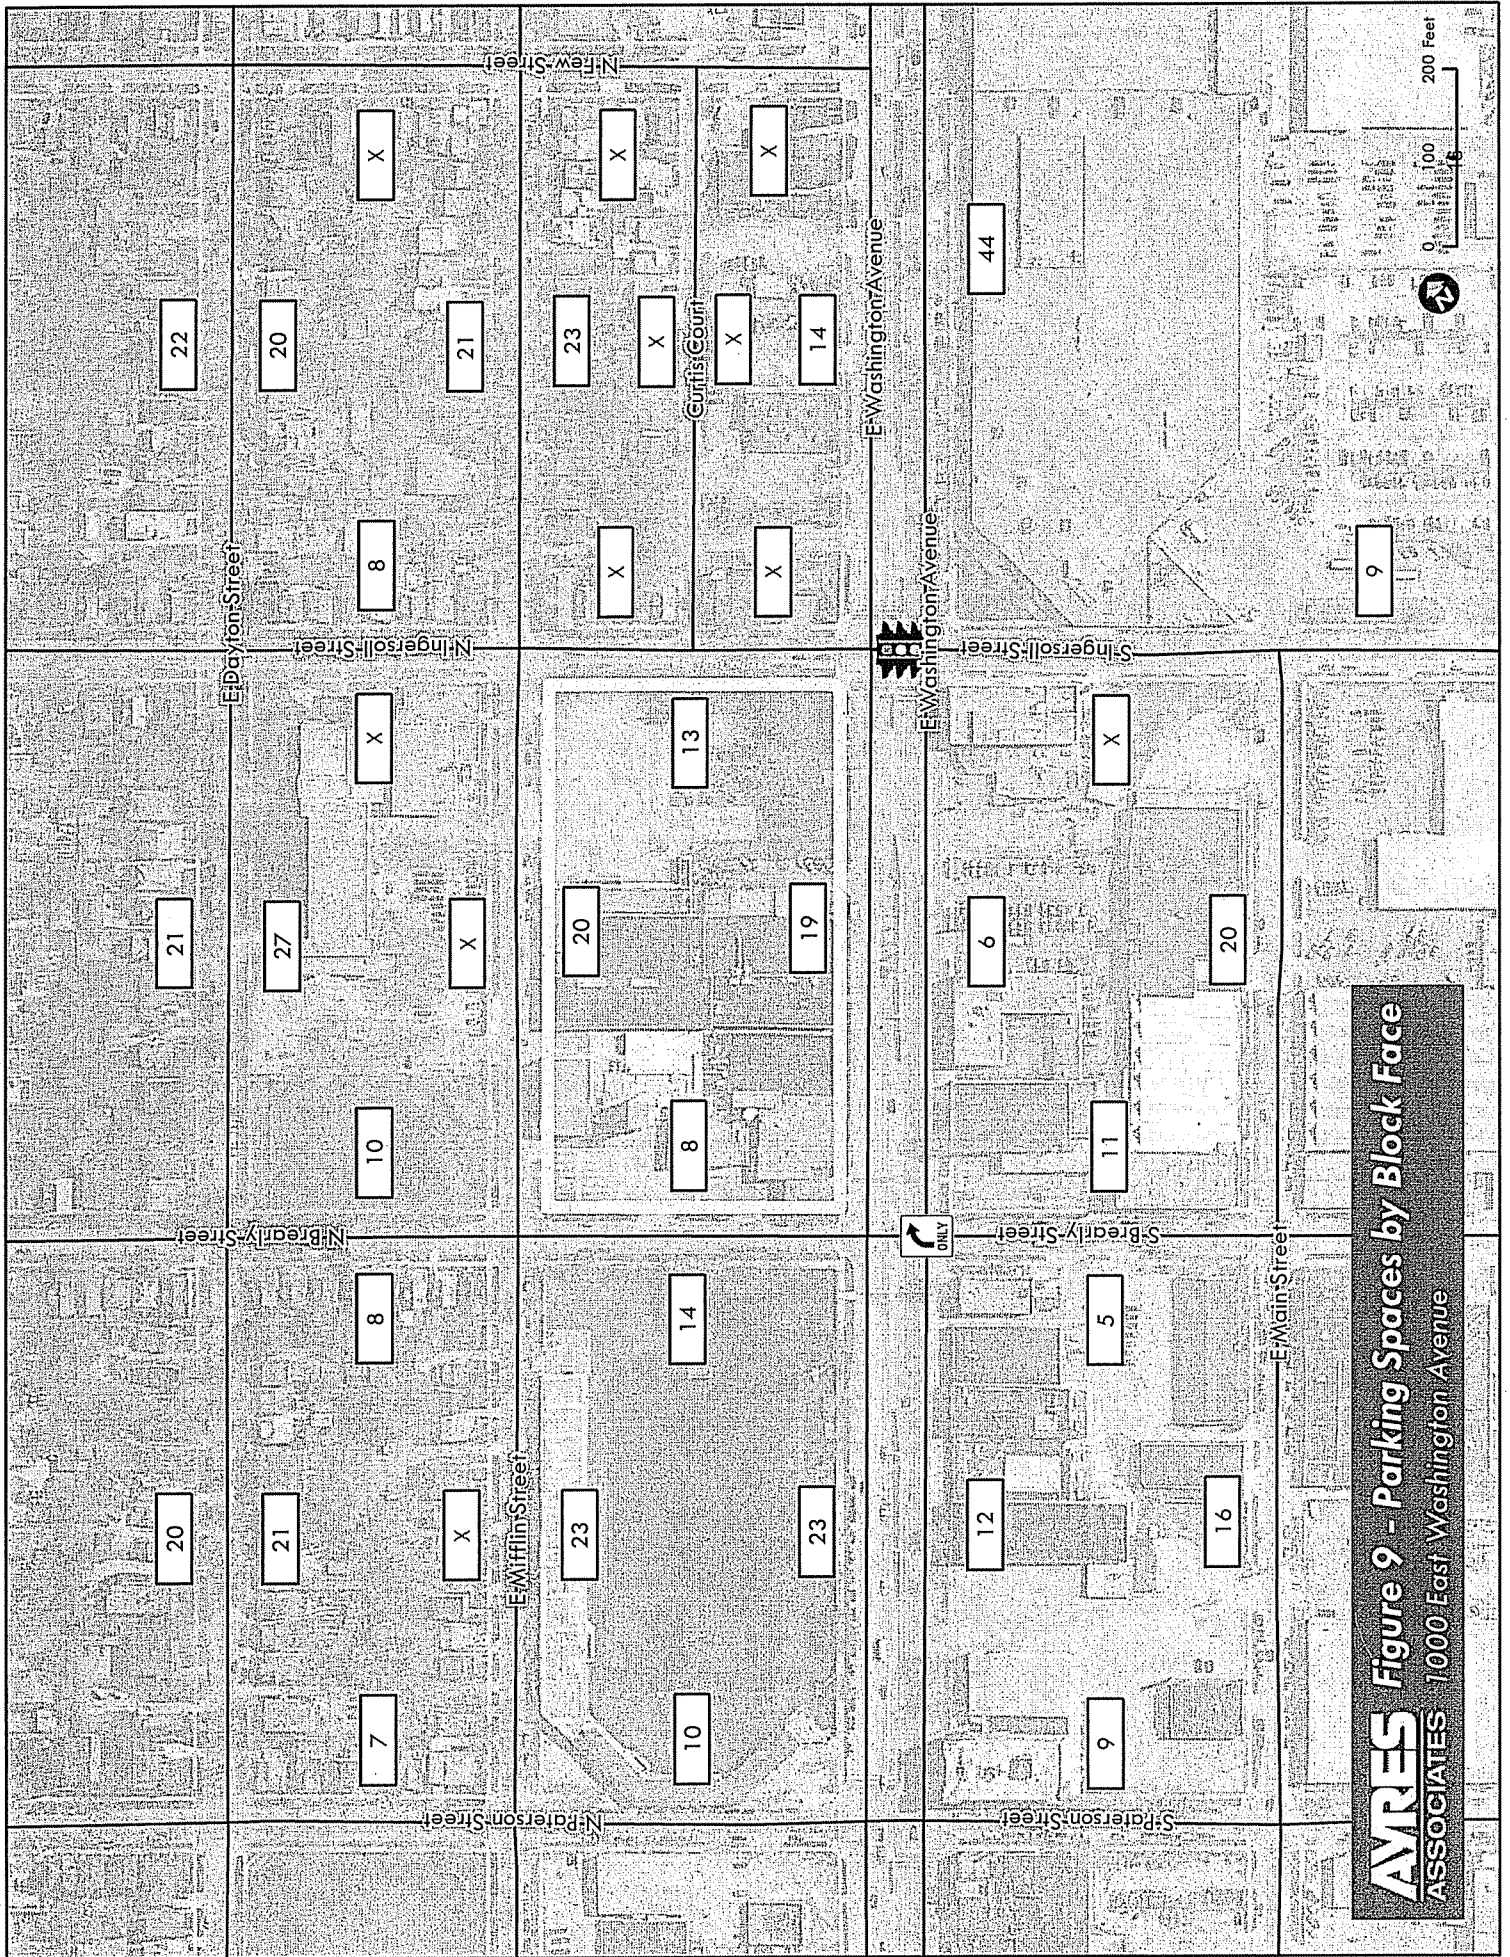 20
21
22
E Dayton Street
N Brearly Street
21
27
20
N Ingersoll Street
7
8
10
X
8
X
X
X
21
N Paterson Street
E Mifflin Street
N Few Street
23
20
23
X
X
X
10
14
8
13
Curtis Court
X
X
X
23
19
14
E Washington Avenue
ONLY
E Washington Avenue
12
6
44
S Paterson Street
S Brearly Street
S Ingersoll Street
9
5
11
X
16
20
E Main Street
9
AYRES
ASSOCIATES
Figure 9 - Parking Spaces by Block Face
1000 East Washington Avenue
N
0 100 200 Feet
16